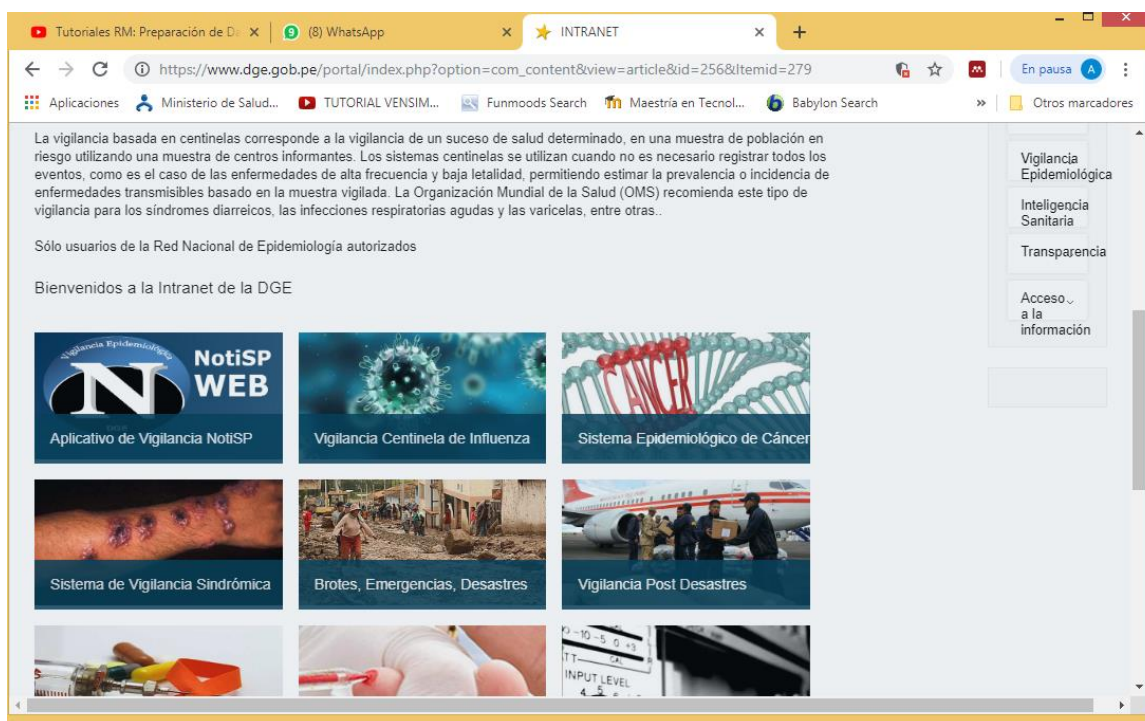 Tutoriales RM: Preparación de Da
(8) WhatsApp
INTRANET
https://www.dge.gob.pe/portal/index.php?option=com_content&view=article&id=256&Itemid=279
En pausa A
Aplicaciones
Ministerio de Salud...
TUTORIAL VENSIM...
Funmoods Search
Maestría en Tecnol...
Babylon Search
»
Otros marcadores
La vigilancia basada en centinelas corresponde a la vigilancia de un suceso de salud determinado, en una muestra de población en
riesgo utilizando una muestra de centros informantes. Los sistemas centinelas se utilizan cuando no es necesario registrar todos los
eventos, como es el caso de las enfermedades de alta frecuencia y baja letalidad, permitiendo estimar la prevalencia o incidencia de
enfermedades transmisibles basado en la muestra vigilada. La Organización Mundial de la Salud (OMS) recomienda este tipo de
vigilancia para los síndromes diarreicos, las infecciones respiratorias agudas y las varicelas, entre otras..
Sólo usuarios de la Red Nacional de Epidemiología autorizados
Bienvenidos a la Intranet de la DGE
Vigilancia Epidemiológica
N
NotiSP
WEB
Aplicativo de Vigilancia NotiSP
Vigilancia Centinela de Influenza
CANCER
Sistema Epidemiológico de Cáncer
Sistema de Vigilancia Sindrómica
Brotes, Emergencias, Desastres
Vigilancia Post Desastres
-10 -5 0 +3
CAL
INPUT LEVEL
Vigilancia
Epidemiológica
Inteligencia
Sanitaria
Transparencia
Acceso
a la
información